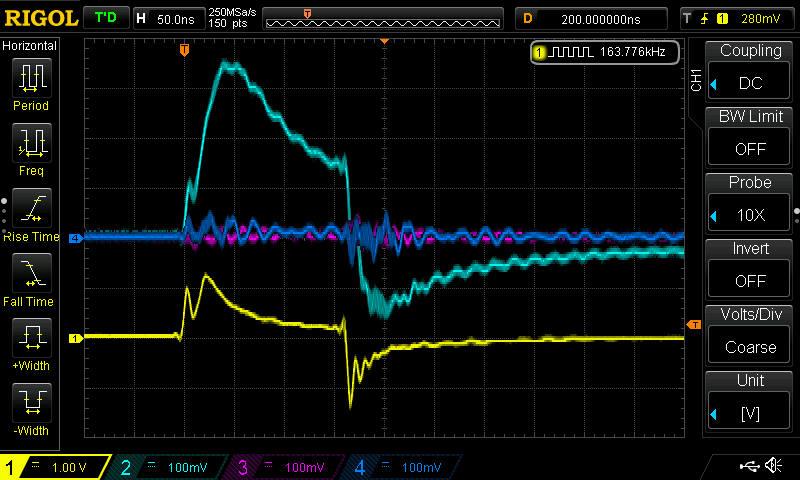 RIGOL T'D H 50.0ns 250MSa/s 150 pts D 200.000000ns T 1 280mV
Horizontal
Period
Freq
Rise Time
Fall Time
+Width
-Width
T
1 163.776kHz
4
1
T
CH1
Coupling
DC
BW Limit
OFF
Probe
10X
Invert
OFF
Volts/Div
Coarse
Unit
[V]
1 1.00 V 2 100mV 3 100mV 4 100mV